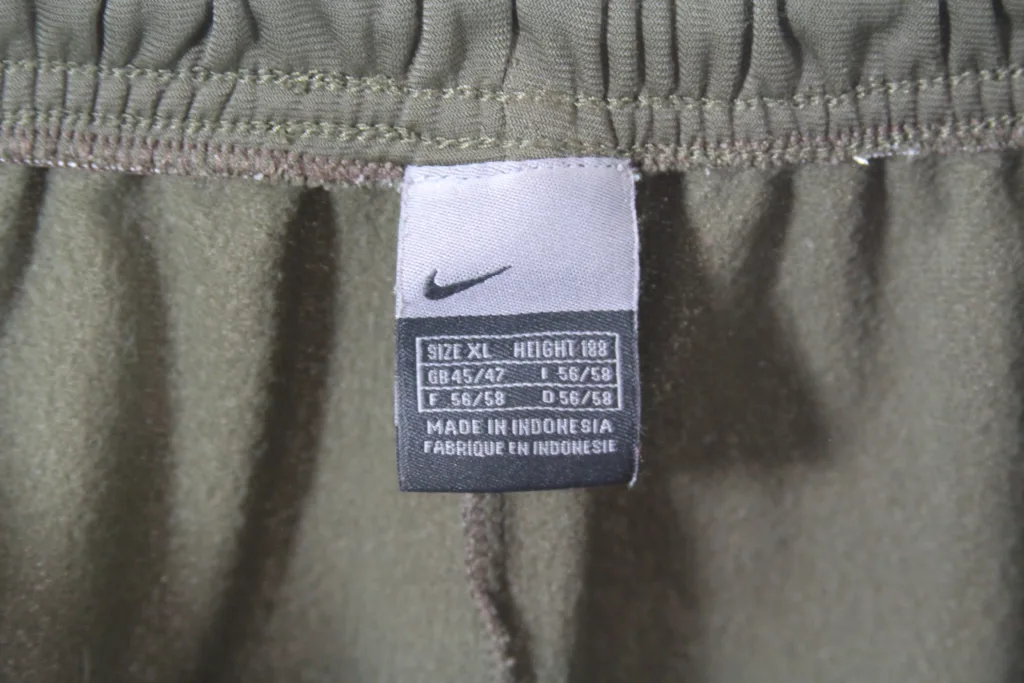 SIZE XL HEIGHT 188
GB 45/47 I 56/58
F 56/58 D 56/58
MADE IN INDONESIA
FABRIQUE EN INDONESIE